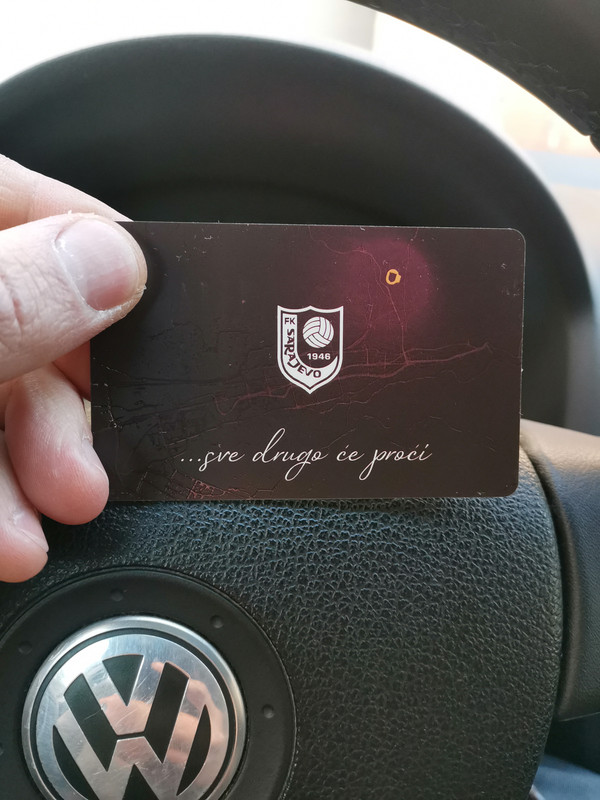 FK
SARAJEVO
1946
...sve drugo će proći